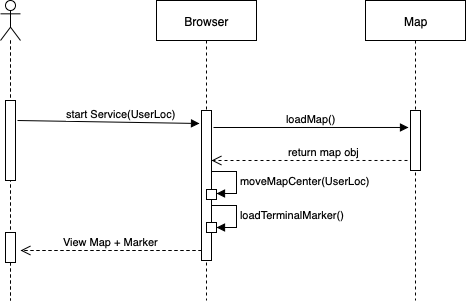 Browser
Map
start Service(UserLoc)
loadMap()
return map obj
moveMapCenter(UserLoc)
loadTerminalMarker()
View Map + Marker